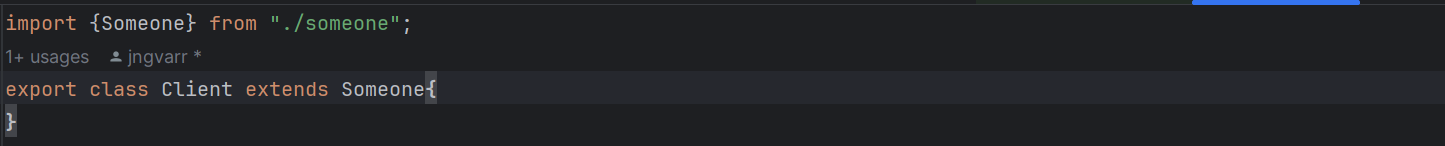 import {Someone} from "./someone";
1+ usages jngvarr *
export class Client extends Someone{
}